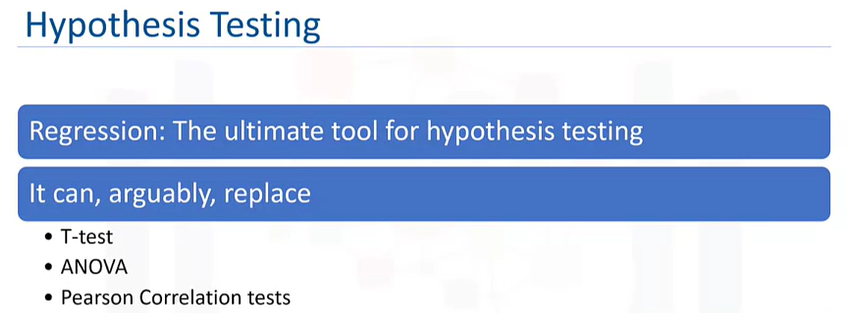 Hypothesis Testing
Regression: The ultimate tool for hypothesis testing
It can, arguably, replace
• T-test
• ANOVA
• Pearson Correlation tests